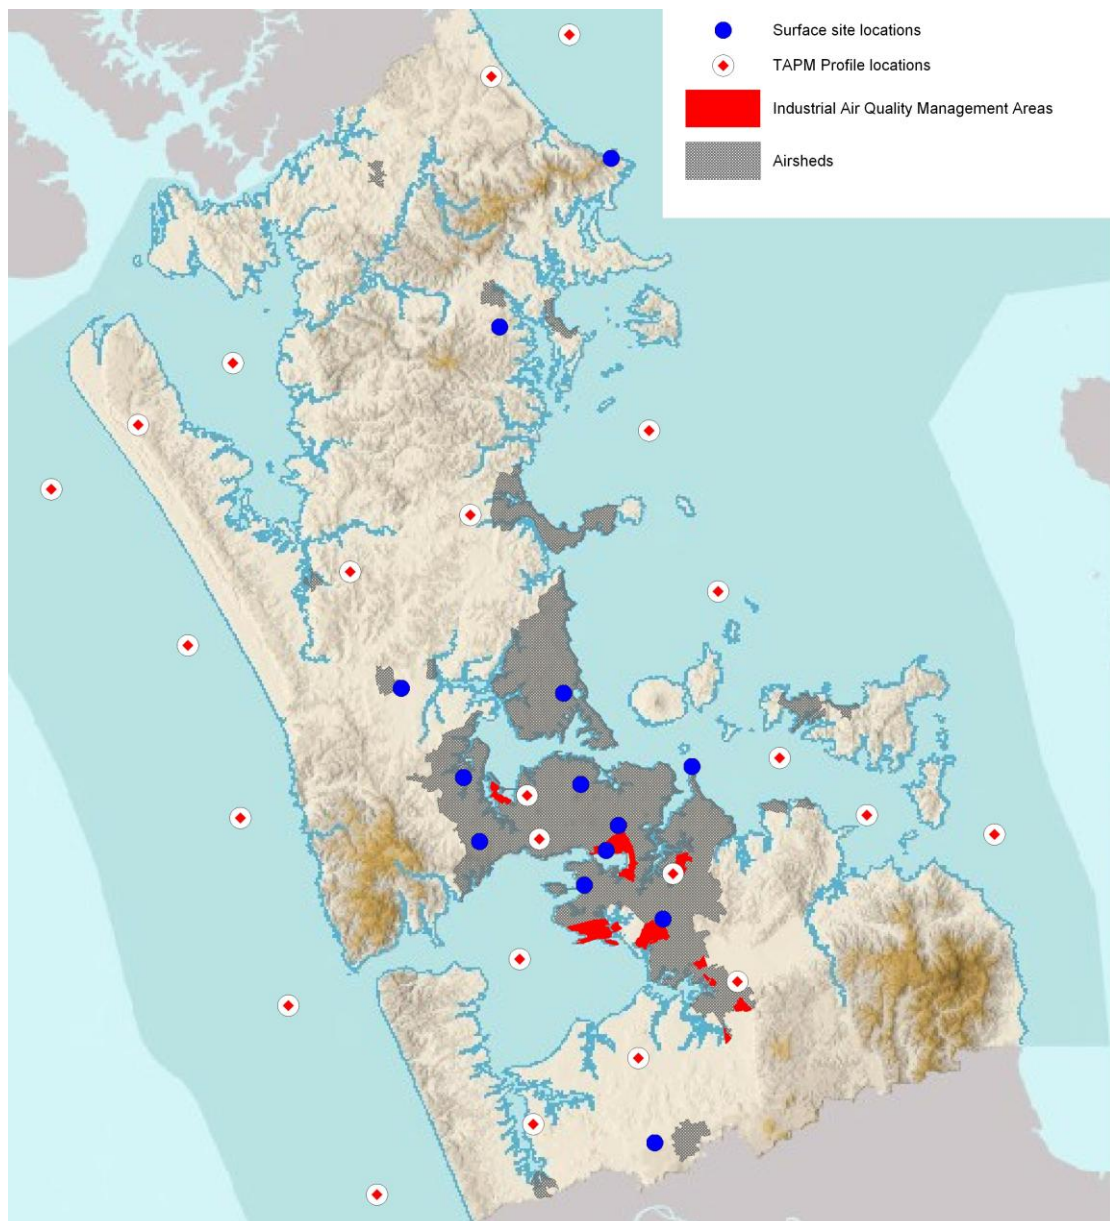 Surface site locations
TAPM Profile locations
Industrial Air Quality Management Areas
Airsheds